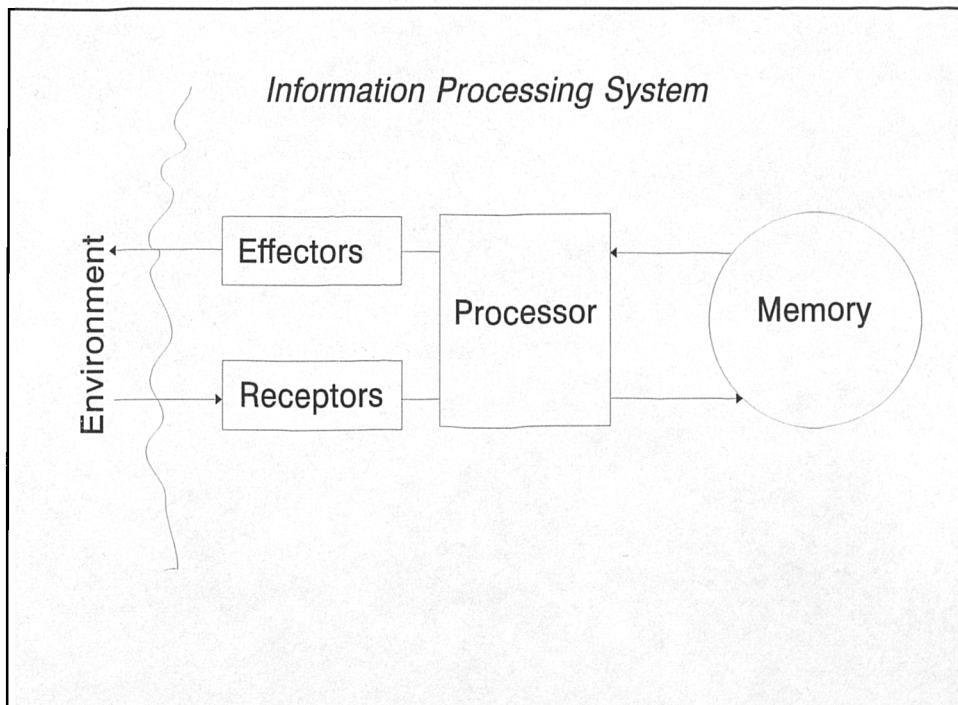 Information Processing System
Environment
Effectors
Receptors
Processor
Memory